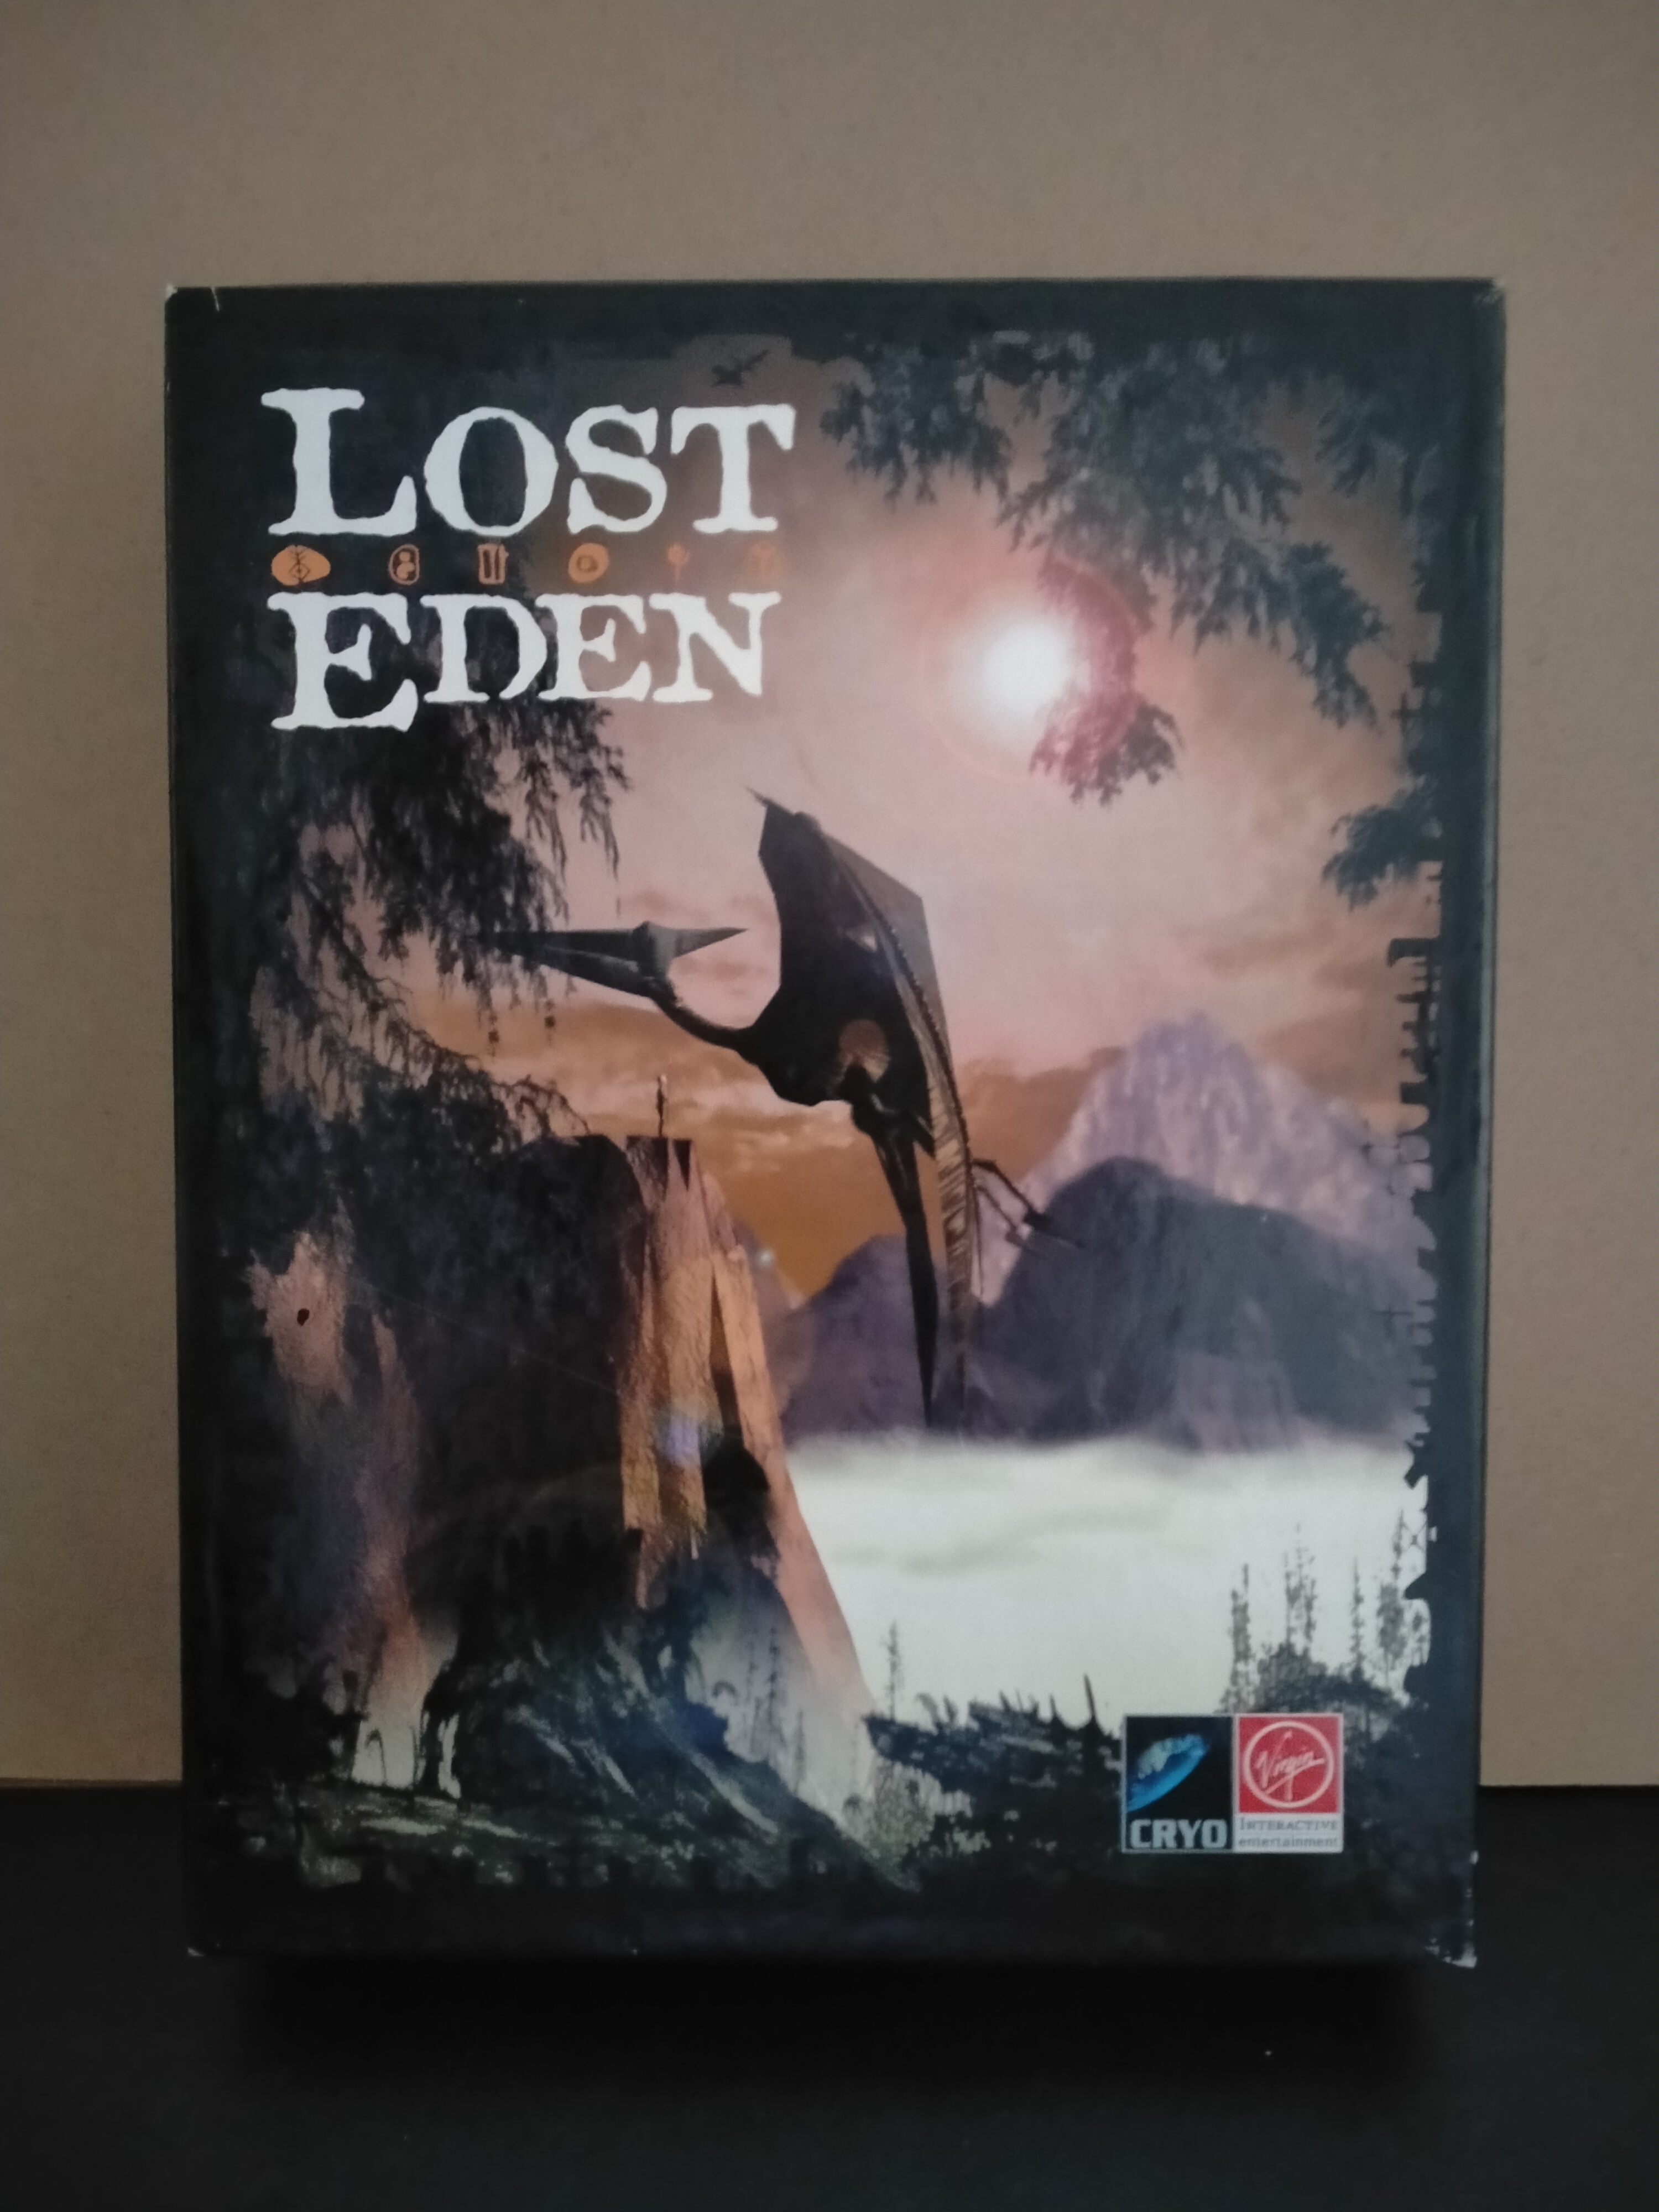 LOST
EDEN
CRYO
Virgin
INTERACTIVE
entertainment